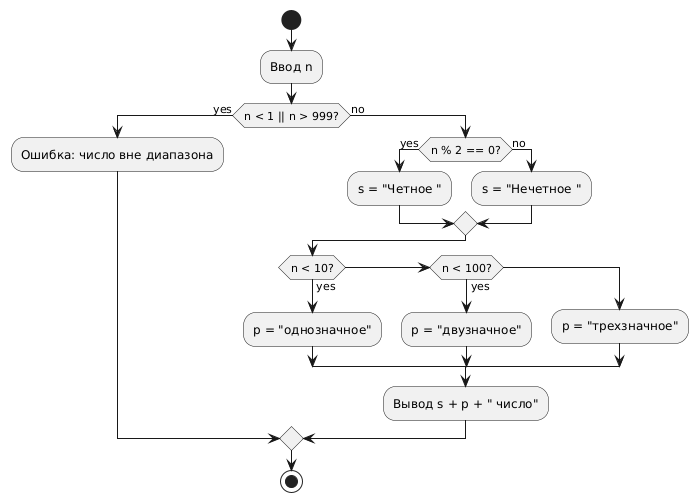 Ввод n
yes
n < 1 || n > 999?
no
Ошибка: число вне диапазона
yes
n % 2 == 0?
no
s = "Четное "
s = "Нечетное "
n < 10?
n < 100?
yes
yes
p = "однозначное"
p = "двузначное"
p = "трехзначное"
Вывод s + p + " число"